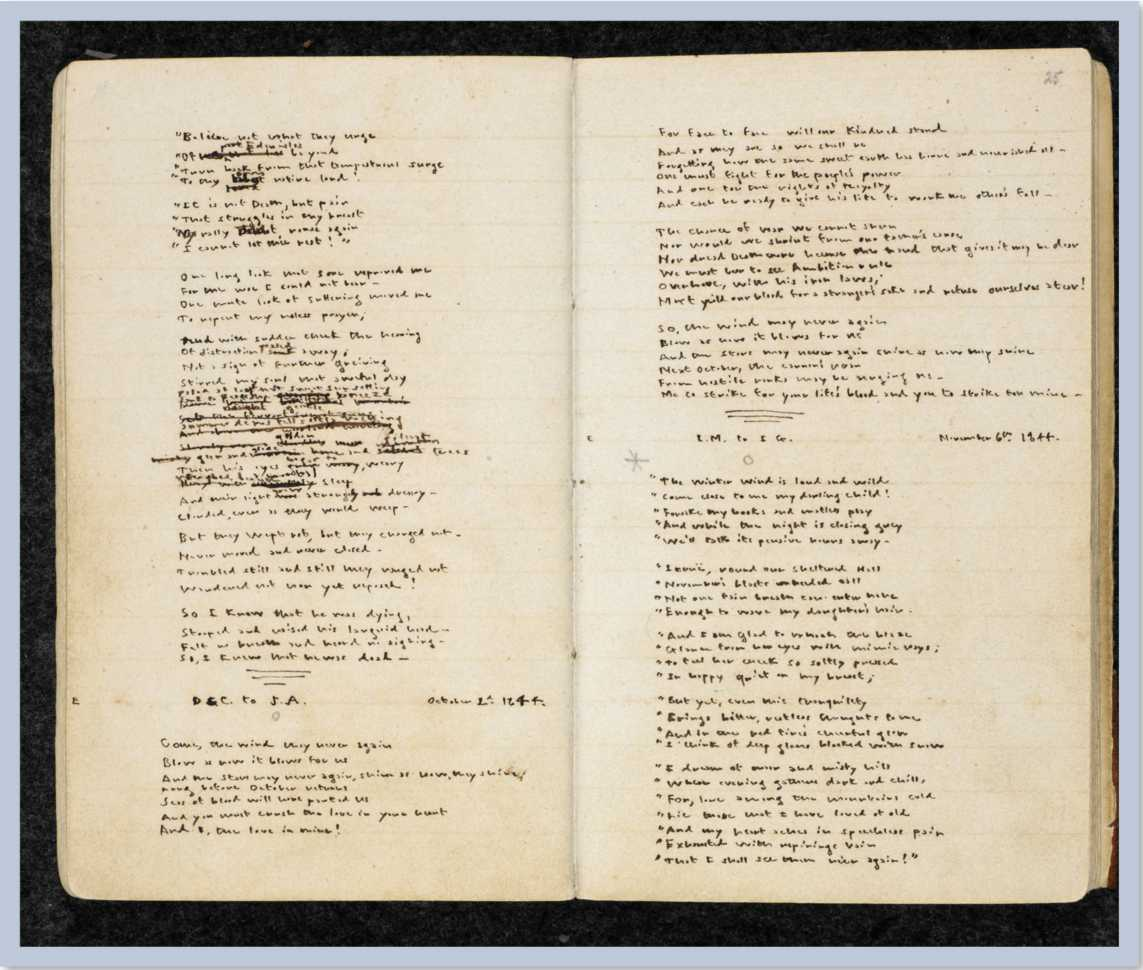 "Believe not what they urge
"Of past Edens beyond
"Turn back from that tempestuous surge
"To thy native land!
"It is not Death, but pain
"That struggles in my breast
"Nay rally rouse again
"I cannot let thee rest!"
One long look that sore reproved me
For the woe I could not bear —
One mute look of suffering moved me
To repent my useless prayer;
And with sudden check the heaving
Of distraction passed away;
Not a sign of further grieving
Stirred my soul that awful day
Then his eyes weary
sleep
And their light strangely dreary —
Clouded, even as they would weep —
But they wept not, but they changed not —
Never moved and never closed —
Troubled still and still they ranged not
Wandered not nor yet reposed!
So I knew that he was dying,
Stooped and raised his languid head —
Felt no breath and heard no sighing —
So, I knew that he was dead —
E
D G C. to J. A.
October 2d. 1844.
Come, the wind may never again
Blow as now it blows for us
And the stars may never again, shine as now, they shine;
Long before October returns
Seas of blood will have parted us
And you must crush the love in your heart
And I, the love in mine!
25
For face to face will our Kindred stand
And as they are so we shall be
Forgetting how the same sweet earth has borne and nourished all —
One must fight for the people's power
And one for the rights of royalty
And each be ready to give his life to work the other's fall —
The chance of war we cannot shun
Nor would we shrink from our father's cause
Nor dread Death more because the hand that gives it may be dear
We must bear to see Ambition rule
Over love, with his iron laws;
Must yield our blood for a stranger's sake and refuse ourselves a tear!
So, the wind may never again
Blow as now it blows for us
And the stars may never again shine as now they shine
Next October, the cannon's roar
From hostile ranks may be urging us —
Me to strike for your life's blood and you to strike for mine —
E
E. M. to E G.
November 6th 1844.
"The winter wind is loud and wild
"Come close to me my darling child!
"Forsake thy books and mateless play
"And while the night is closing grey
"We'll talk its pensive hours away —
"Iernë, round our sheltered Hall
"November's blasts unheeded call
"Not one faint breath can enter here
"Enough to wave my daughter's hair.
"And I am glad to watch the blaze
"Glance from her eyes with mimic rays;
"To feel her cheek so softly pressed
"In happy quiet on my breast;
"But yet, even this tranquility
"Brings bitter, restless thoughts to me
"And in the red fire's cheerful glow
"I think of deep glens blocked with snow
"I dream of moor and misty hill
"Where evening gathers dark and chill,
"For, lone among the mountains cold
"Lie those that I have loved of old
"And my heart aches in speechless pain
"Exhausted with repinings vain
"That I shall see them never again!"